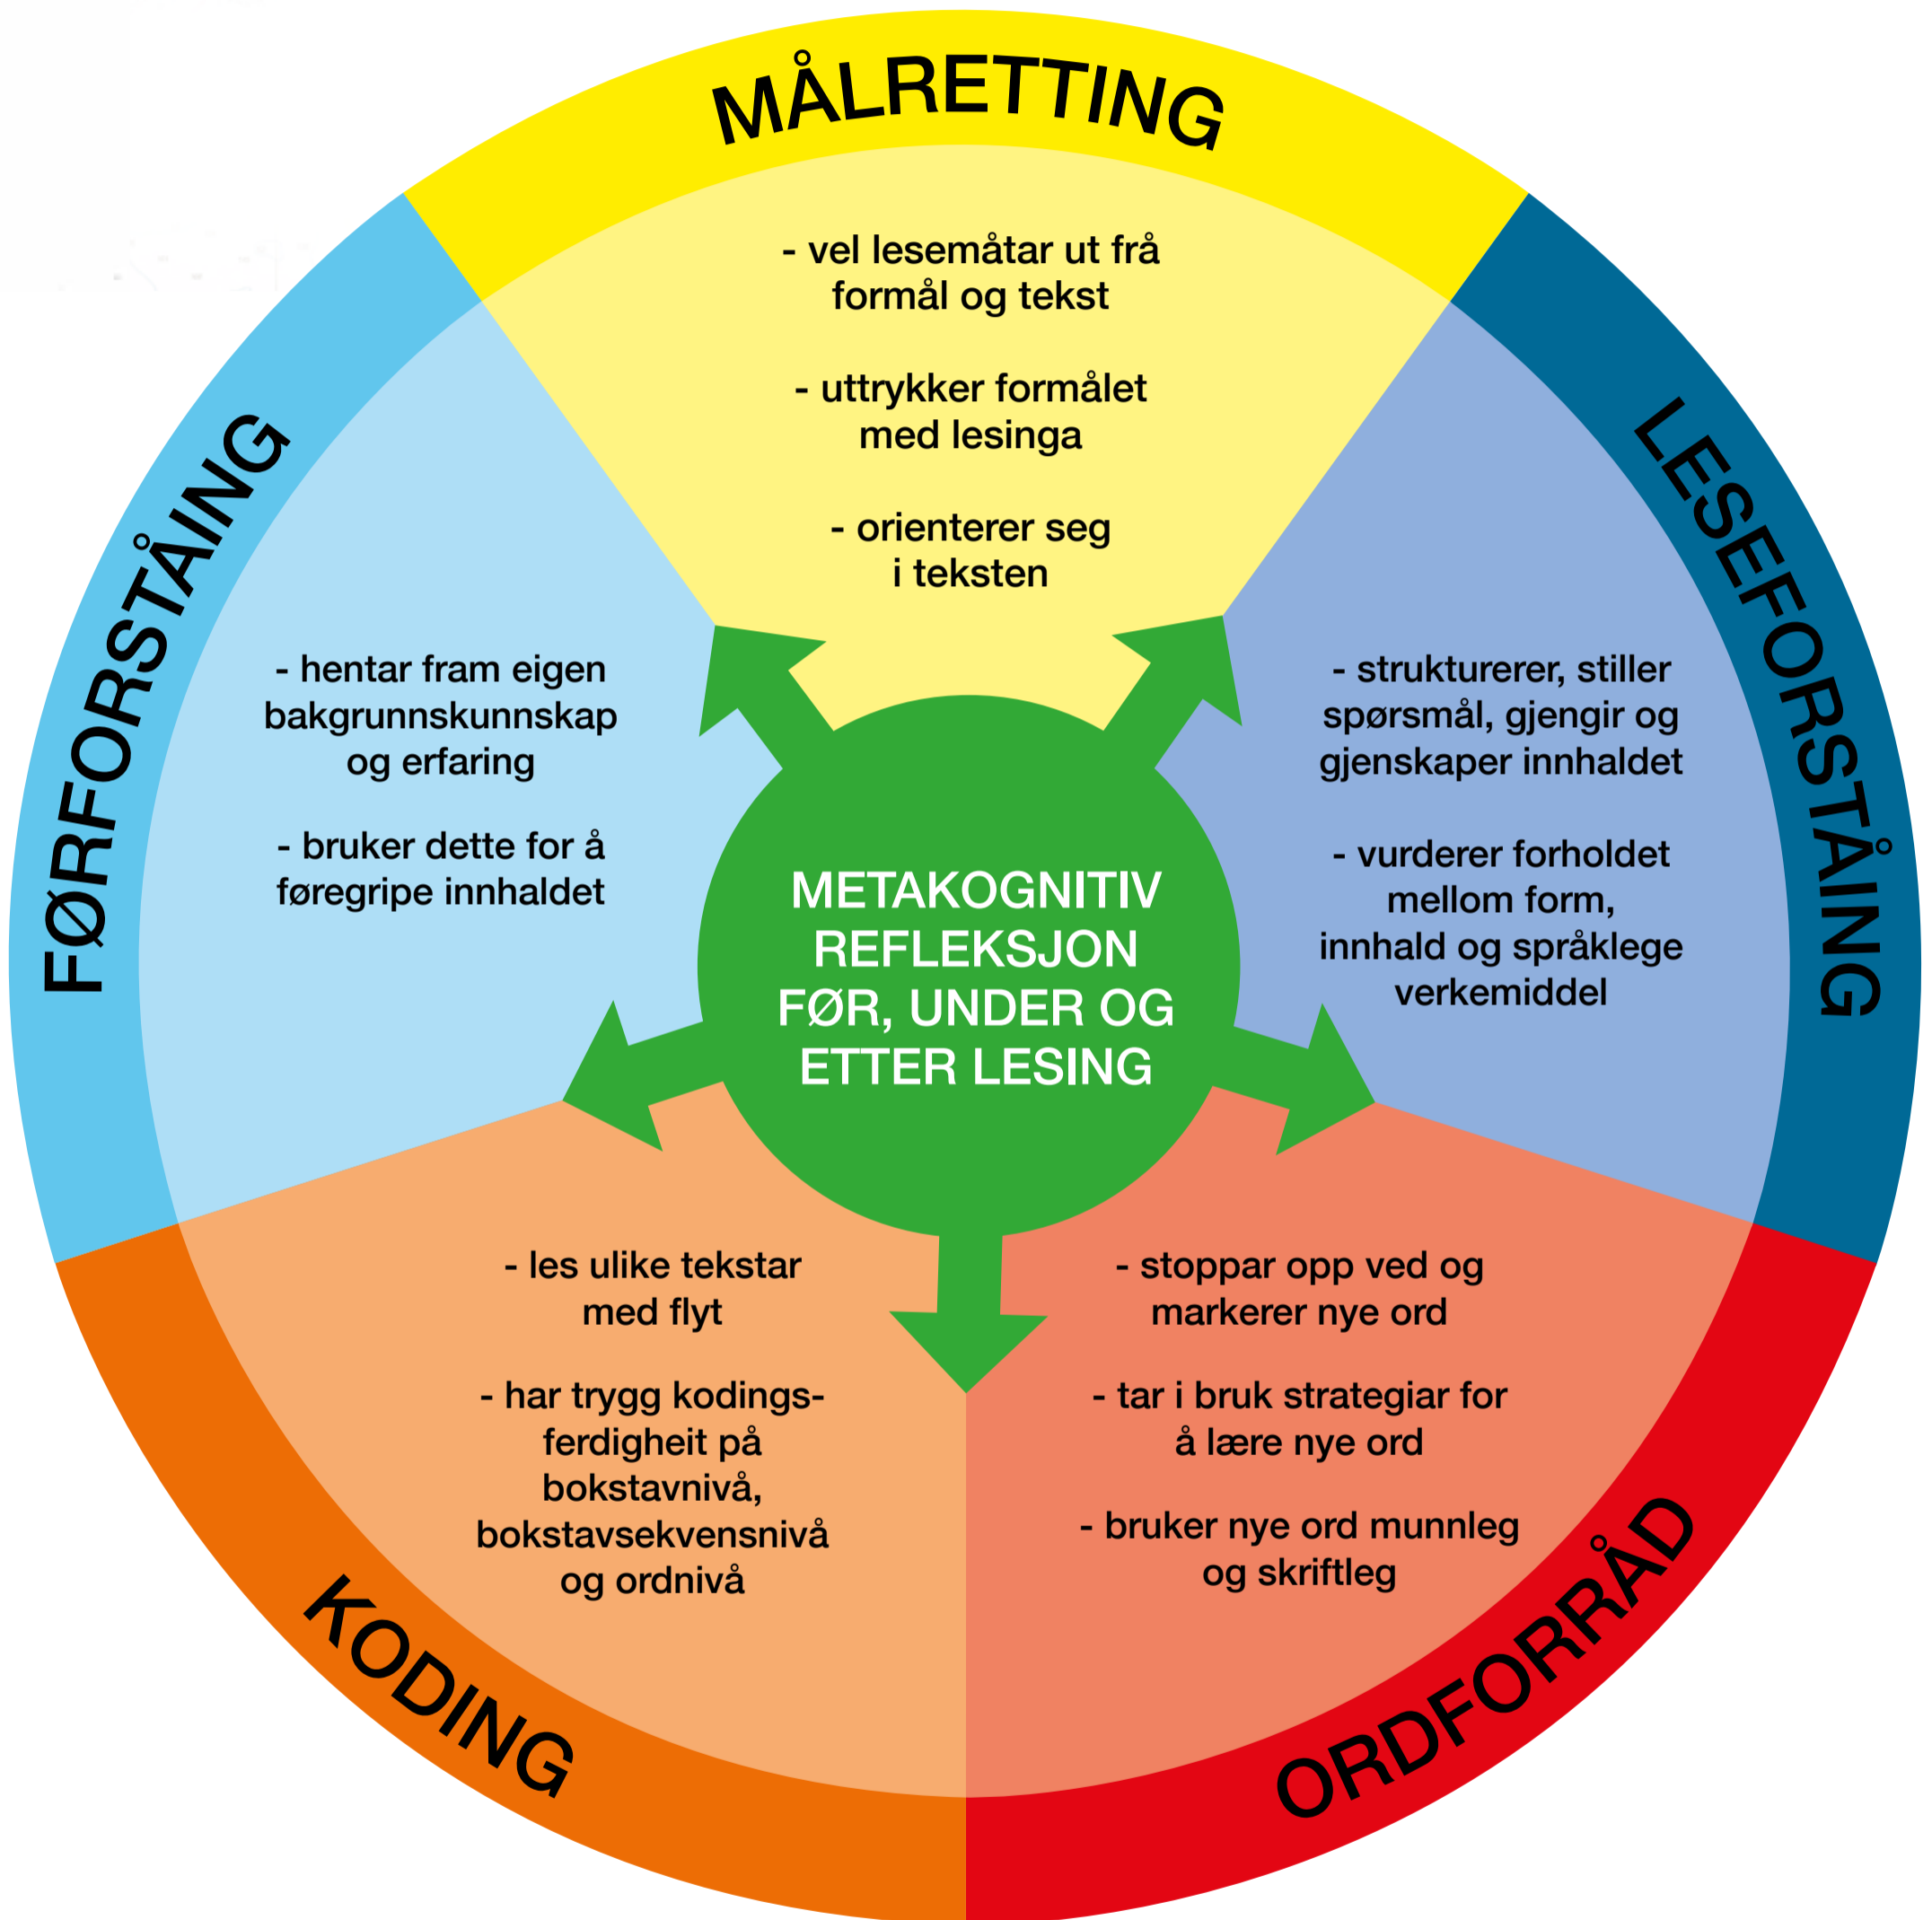 MÅLRETTING
- vel lesemåtar ut frå
formål og tekst
- uttrykker formålet
med lesinga
- orienterer seg
i teksten
LESEFORSTÅING
- strukturerer, stiller
spørsmål, gjengir og
gjenskaper innhaldet
- vurderer forholdet
mellom form,
innhald og språklege
verkemiddel
ORDFORRÅD
- stoppar opp ved og
markerer nye ord
- tar i bruk strategiar for
å lære nye ord
- bruker nye ord munnleg
og skriftleg
KODING
- les ulike tekstar
med flyt
- har trygg kodings-
ferdigheit på
bokstavnivå,
bokstavsekvensnivå
og ordnivå
FØRFORSTÅING
- hentar fram eigen
bakgrunnskunnskap
og erfaring
- bruker dette for å
føregripe innhaldet
METAKOGNITIV
REFLEKSJON
FØR, UNDER OG
ETTER LESING